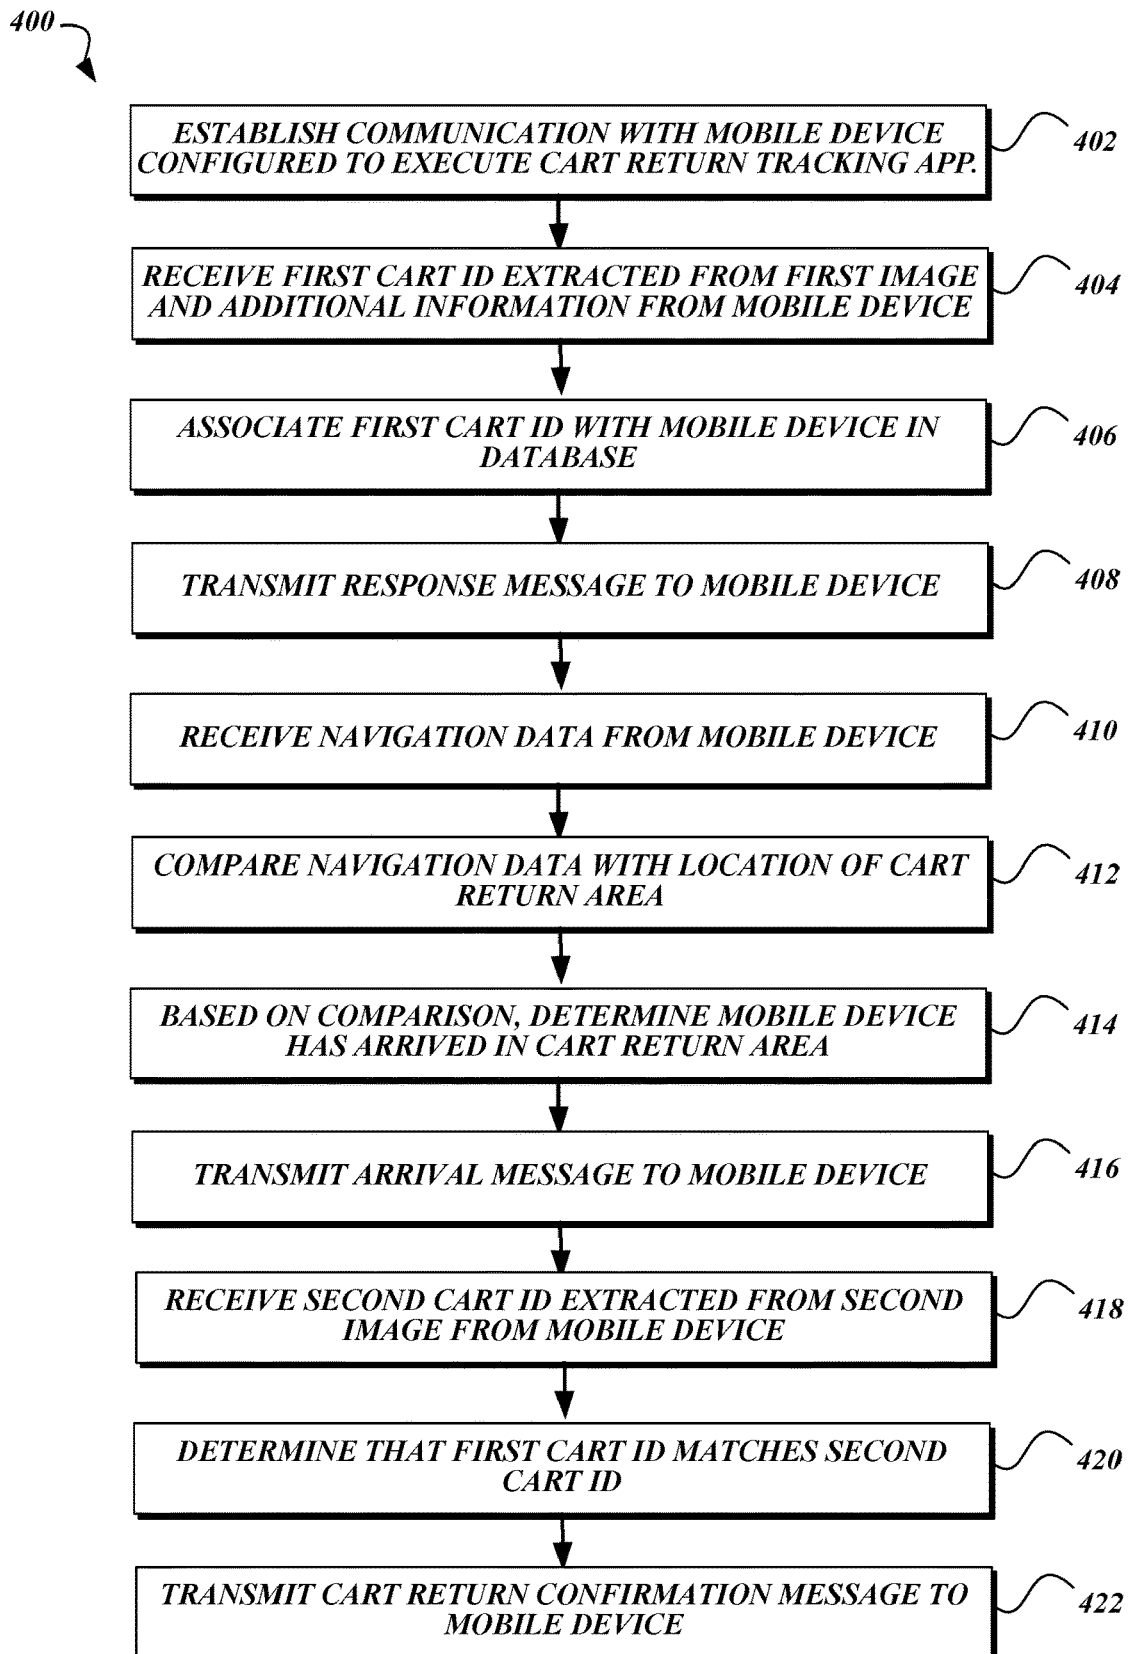 400
ESTABLISH COMMUNICATION WITH MOBILE DEVICE
CONFIGURED TO EXECUTE CART RETURN TRACKING APP.
402
RECEIVE FIRST CART ID EXTRACTED FROM FIRST IMAGE
AND ADDITIONAL INFORMATION FROM MOBILE DEVICE
404
ASSOCIATE FIRST CART ID WITH MOBILE DEVICE IN
DATABASE
406
TRANSMIT RESPONSE MESSAGE TO MOBILE DEVICE
408
RECEIVE NAVIGATION DATA FROM MOBILE DEVICE
410
COMPARE NAVIGATION DATA WITH LOCATION OF CART
RETURN AREA
412
BASED ON COMPARISON, DETERMINE MOBILE DEVICE
HAS ARRIVED IN CART RETURN AREA
414
TRANSMIT ARRIVAL MESSAGE TO MOBILE DEVICE
416
RECEIVE SECOND CART ID EXTRACTED FROM SECOND
IMAGE FROM MOBILE DEVICE
418
DETERMINE THAT FIRST CART ID MATCHES SECOND
CART ID
420
TRANSMIT CART RETURN CONFIRMATION MESSAGE TO
MOBILE DEVICE
422